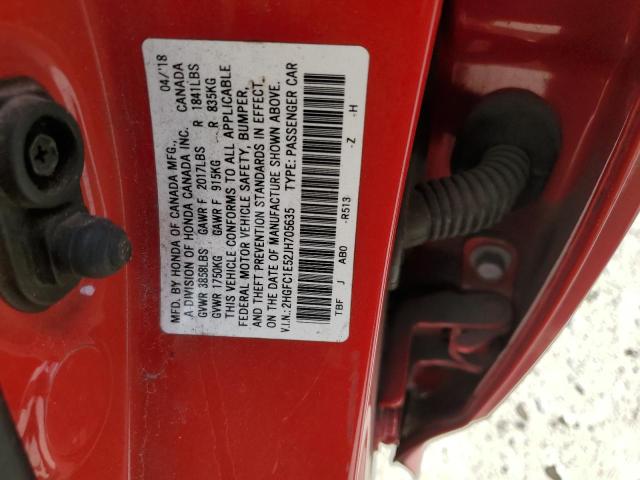 MFD. BY HONDA OF CANADA MFG., 04/'18
A DIVISION OF HONDA CANADA INC. CANADA
GVWR 3858LBS GAWR F 2017LBS R 1841LBS
GVWR 1750KG GAWR F 915KG R 835KG
THIS VEHICLE CONFORMS TO ALL APPLICABLE
FEDERAL MOTOR VEHICLE SAFETY, BUMPER,
AND THEFT PREVENTION STANDARDS IN EFFECT
ON THE DATE OF MANUFACTURE SHOWN ABOVE.
V.I.N.: 2HGFC1E52JH705635 TYPE: PASSENGER CAR
TBF J AB0 -R513 -Z -H